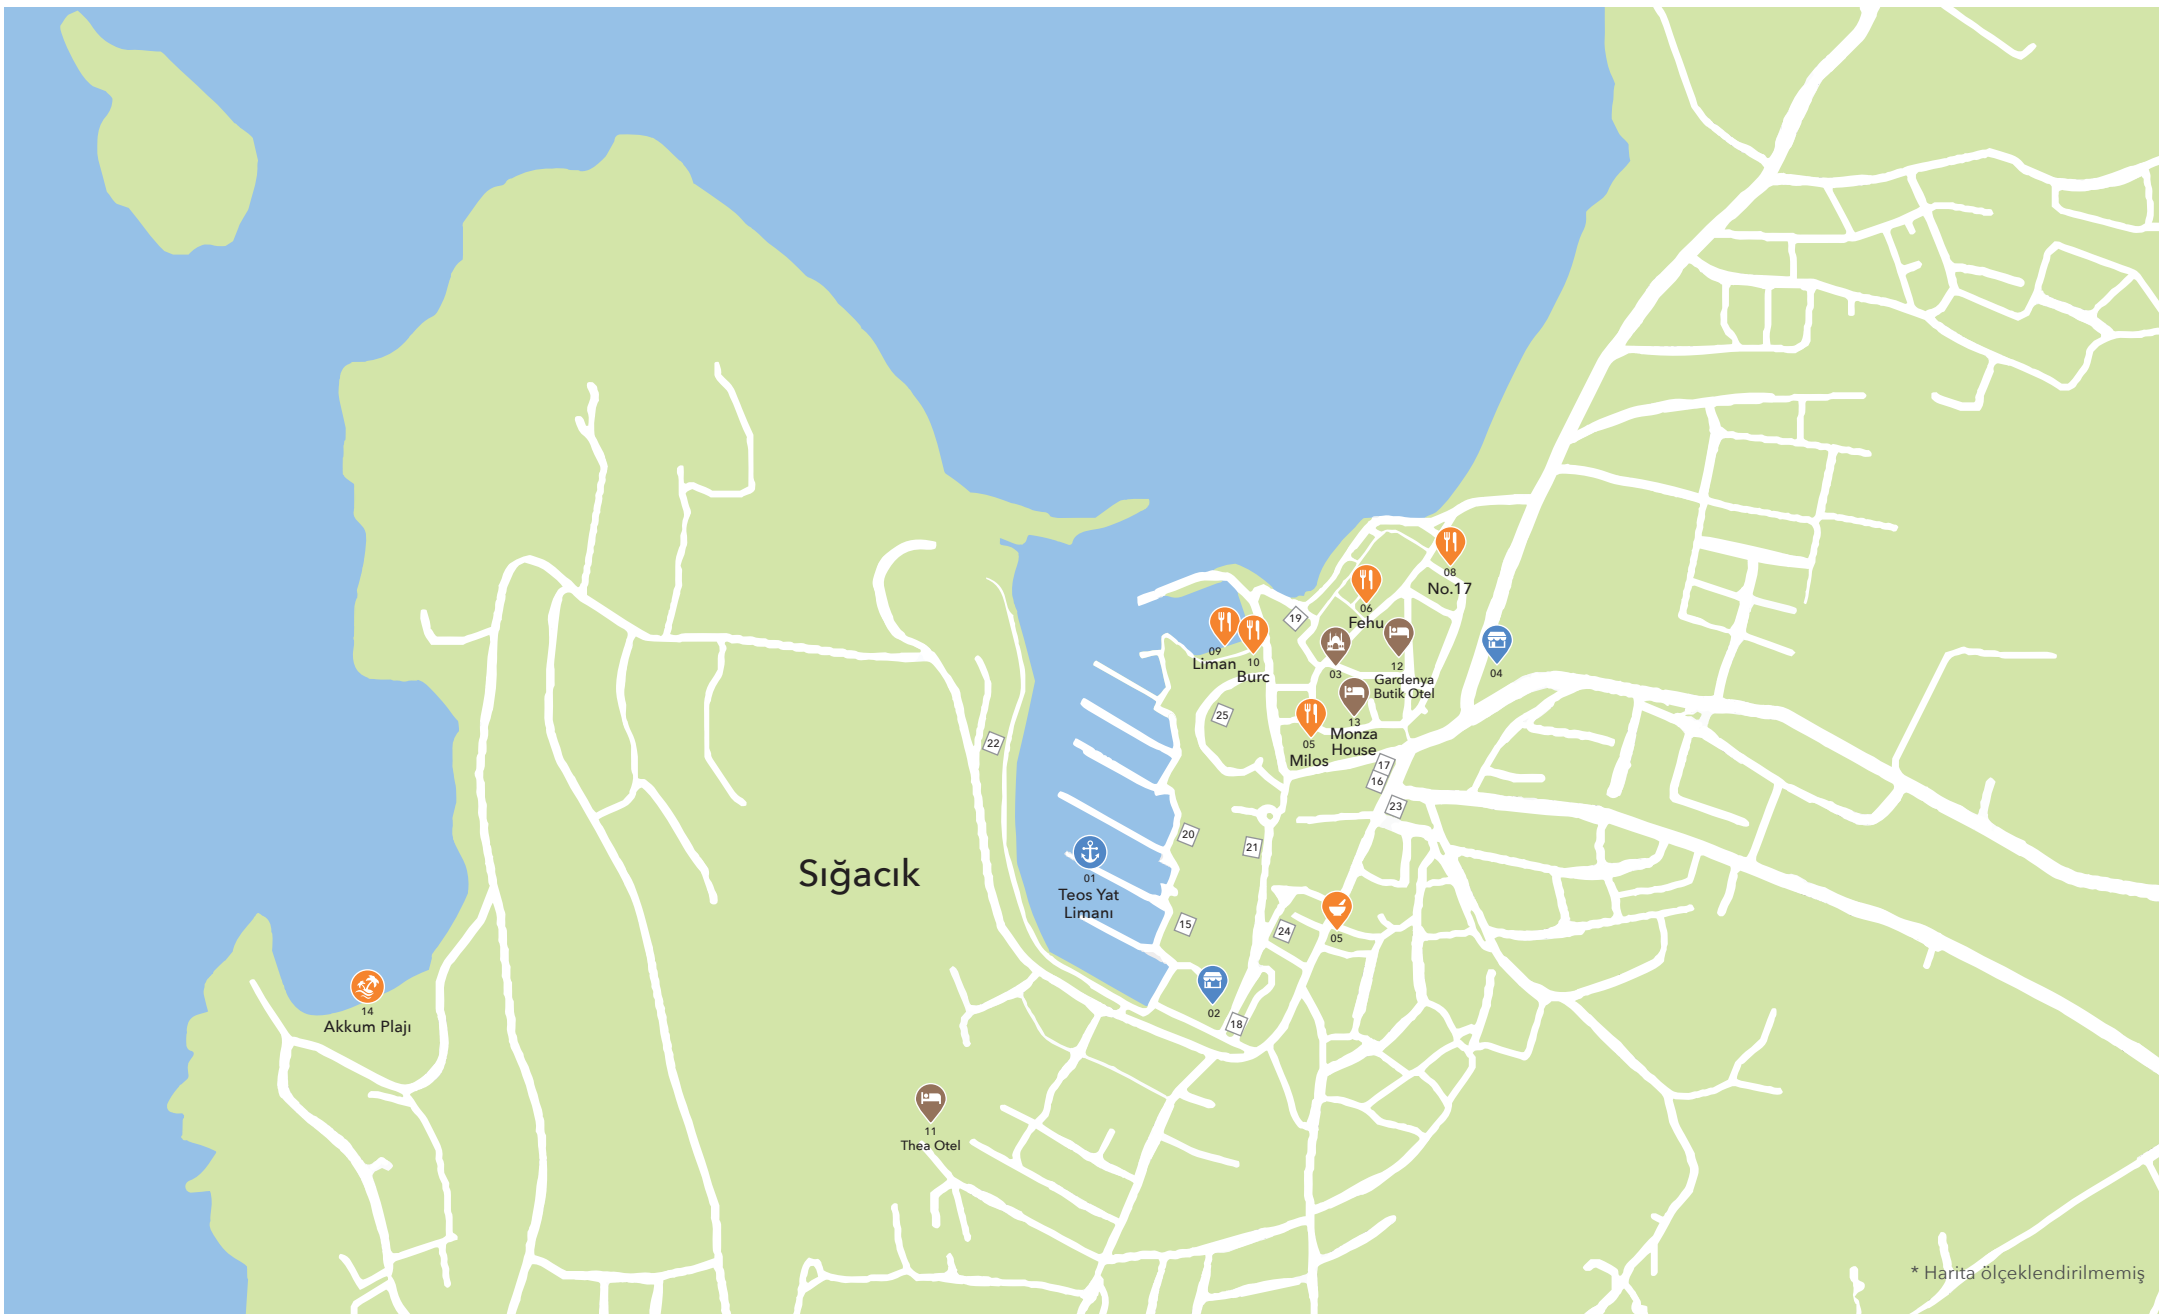 08
No.17
06
Fehu
19
09
Liman
10
Burc
03
12
Gardenya
Butik Otel
04
25
13
Monza
House
05
Milos
22
17
16
23
20
21
Sığacık
01
Teos Yat
Limanı
15
24
05
14
Akkum Plajı
02
18
11
Thea Otel
* Harita ölçeklendirilmemiş